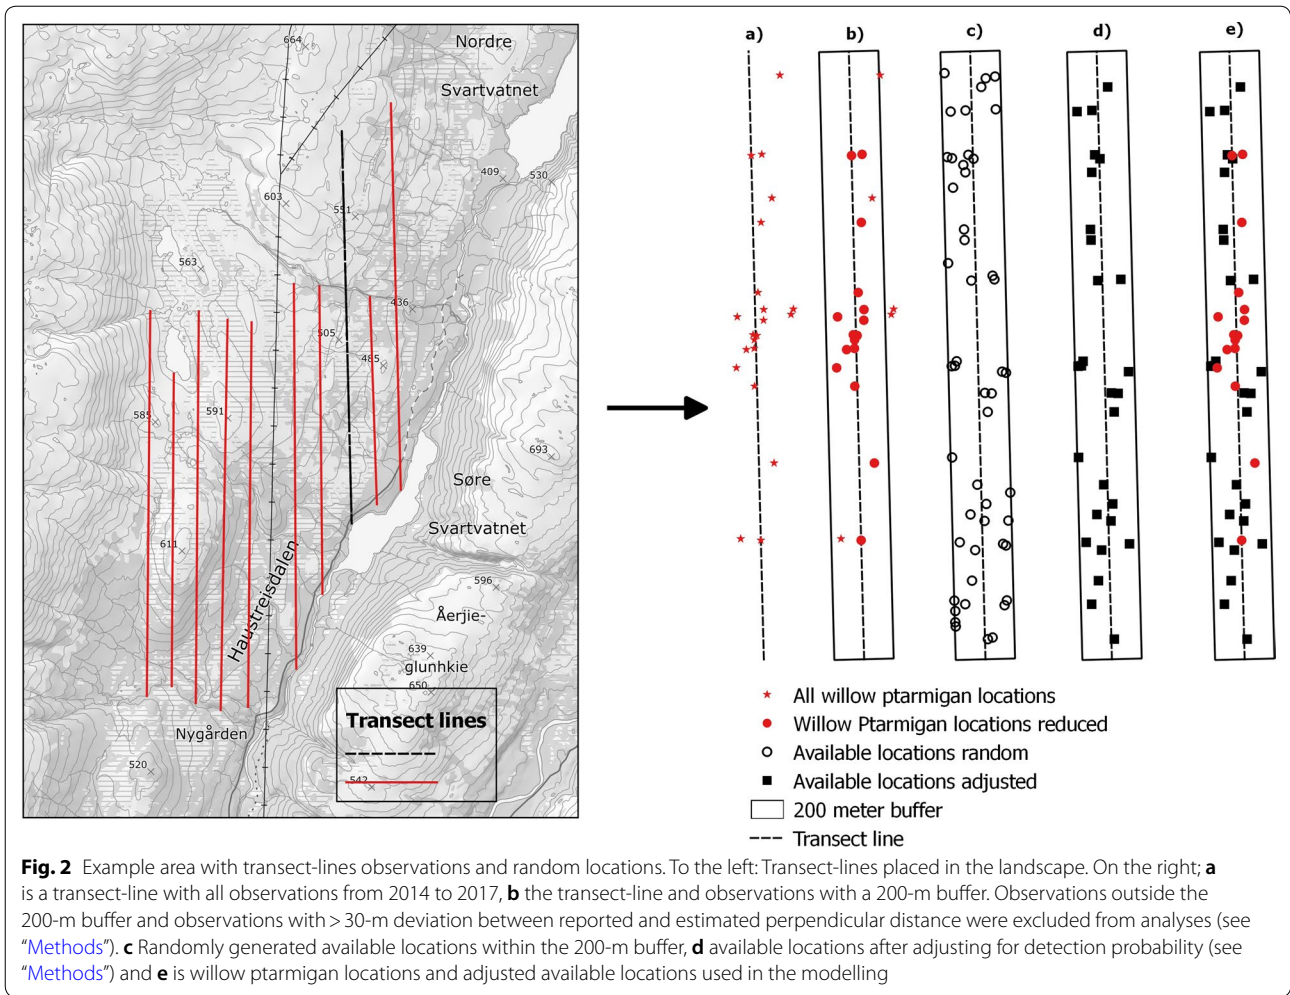 664
Nordre
Svartvatnet
409
530
603
551
563
436
505
485
585
591
693
Søre
Svartvatnet
611
596
Haustreisdalen
Åerjie-
639
glunhkie
650
Transect lines
Nygården
520
542
a)
b)
c)
d)
e)
All willow ptarmigan locations
Willow Ptarmigan locations reduced
Available locations random
Available locations adjusted
200 meter buffer
Transect line
Fig. 2 Example area with transect-lines observations and random locations. To the left: Transect-lines placed in the landscape. On the right; a
is a transect-line with all observations from 2014 to 2017, b the transect-line and observations with a 200-m buffer. Observations outside the
200-m buffer and observations with > 30-m deviation between reported and estimated perpendicular distance were excluded from analyses (see
“Methods”). c Randomly generated available locations within the 200-m buffer, d available locations after adjusting for detection probability (see
“Methods”) and e is willow ptarmigan locations and adjusted available locations used in the modelling